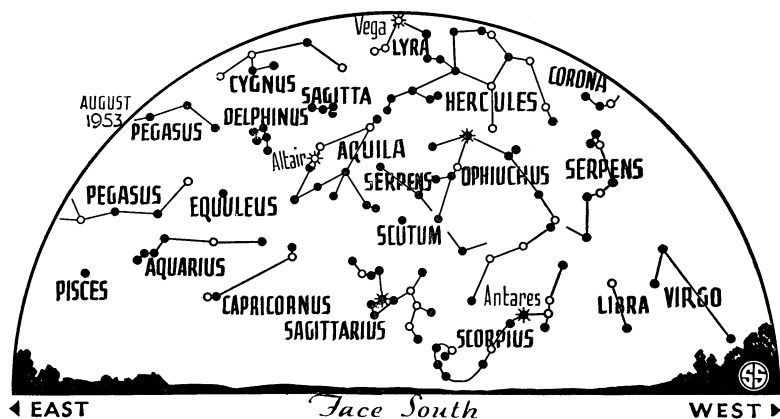 Vega
LYRA
CYGNUS
CORONA
SAGITTA
HERCULES
AUGUST
1953
DELPHINUS
PEGASUS
Altair
AQUILA
SERPENS
OPHIUCHUS
SERPENS
PEGASUS
EQUULEUS
SCUTUM
AQUARIUS
PISCES
CAPRICORNUS
SAGITTARIUS
Antares
SCORPIUS
LIBRA
VIRGO
SS
EAST
Face South
WEST